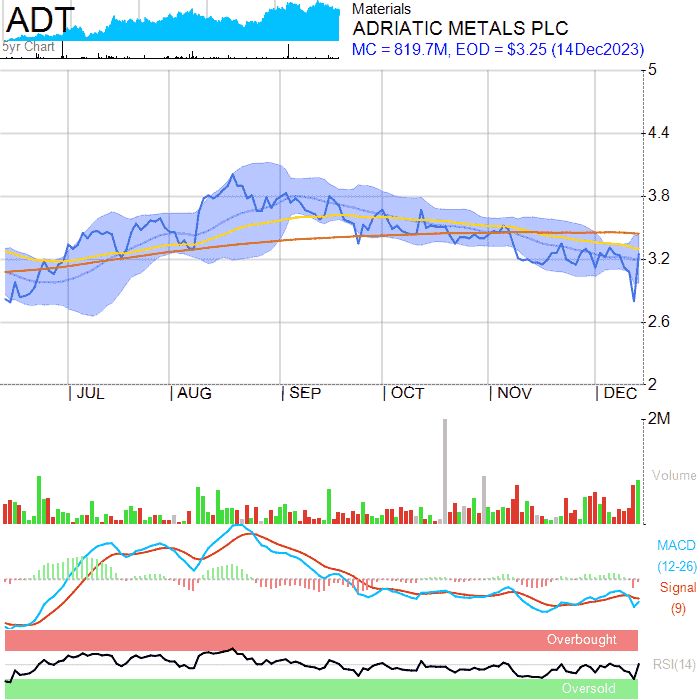 ADT
5yr Chart
Materials
ADRIATIC METALS PLC
MC = 819.7M, EOD = $3.25 (14Dec2023)
5
4.4
3.8
3.2
2.6
2
| JUL | AUG | SEP | OCT | NOV | DEC
2M
Volume
MACD
(12-26)
Signal
(9)
Overbought
RSI(14)
Oversold